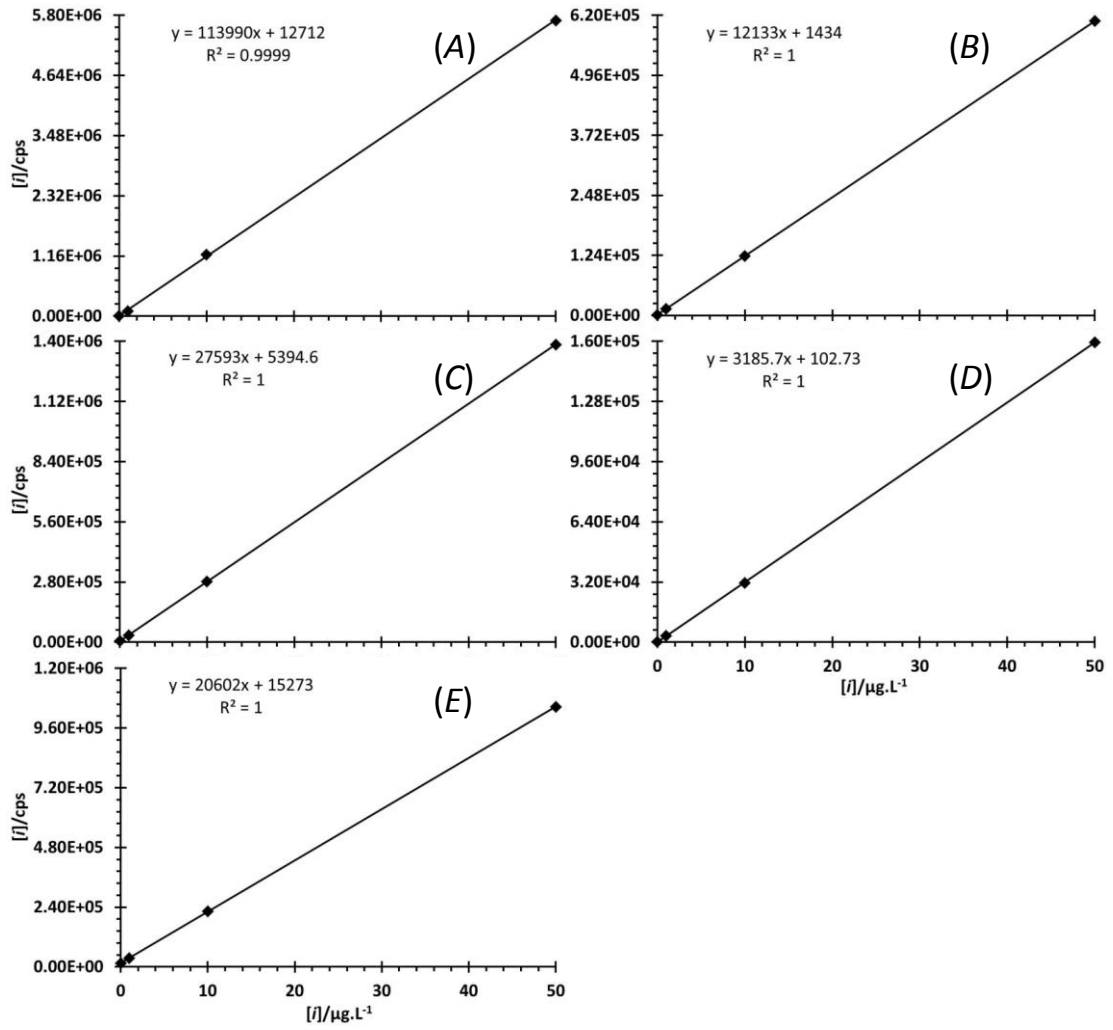 5.80E+06
4.64E+06
3.48E+06
2.32E+06
1.16E+06
0.00E+00
[i]/cps
y = 113990x + 12712
R² = 0.9999
(A)
6.20E+05
4.96E+05
3.72E+05
2.48E+05
1.24E+05
0.00E+00
y = 12133x + 1434
R² = 1
(B)
1.40E+06
1.12E+06
8.40E+05
5.60E+05
2.80E+05
0.00E+00
[i]/cps
y = 27593x + 5394.6
R² = 1
(C)
1.60E+05
1.28E+05
9.60E+04
6.40E+04
3.20E+04
0.00E+00
y = 3185.7x + 102.73
R² = 1
(D)
0 10 20 30 40 50
[i]/µg.L⁻¹
1.20E+06
9.60E+05
7.20E+05
4.80E+05
2.40E+05
0.00E+00
[i]/cps
y = 20602x + 15273
R² = 1
(E)
0 10 20 30 40 50
[i]/µg.L⁻¹